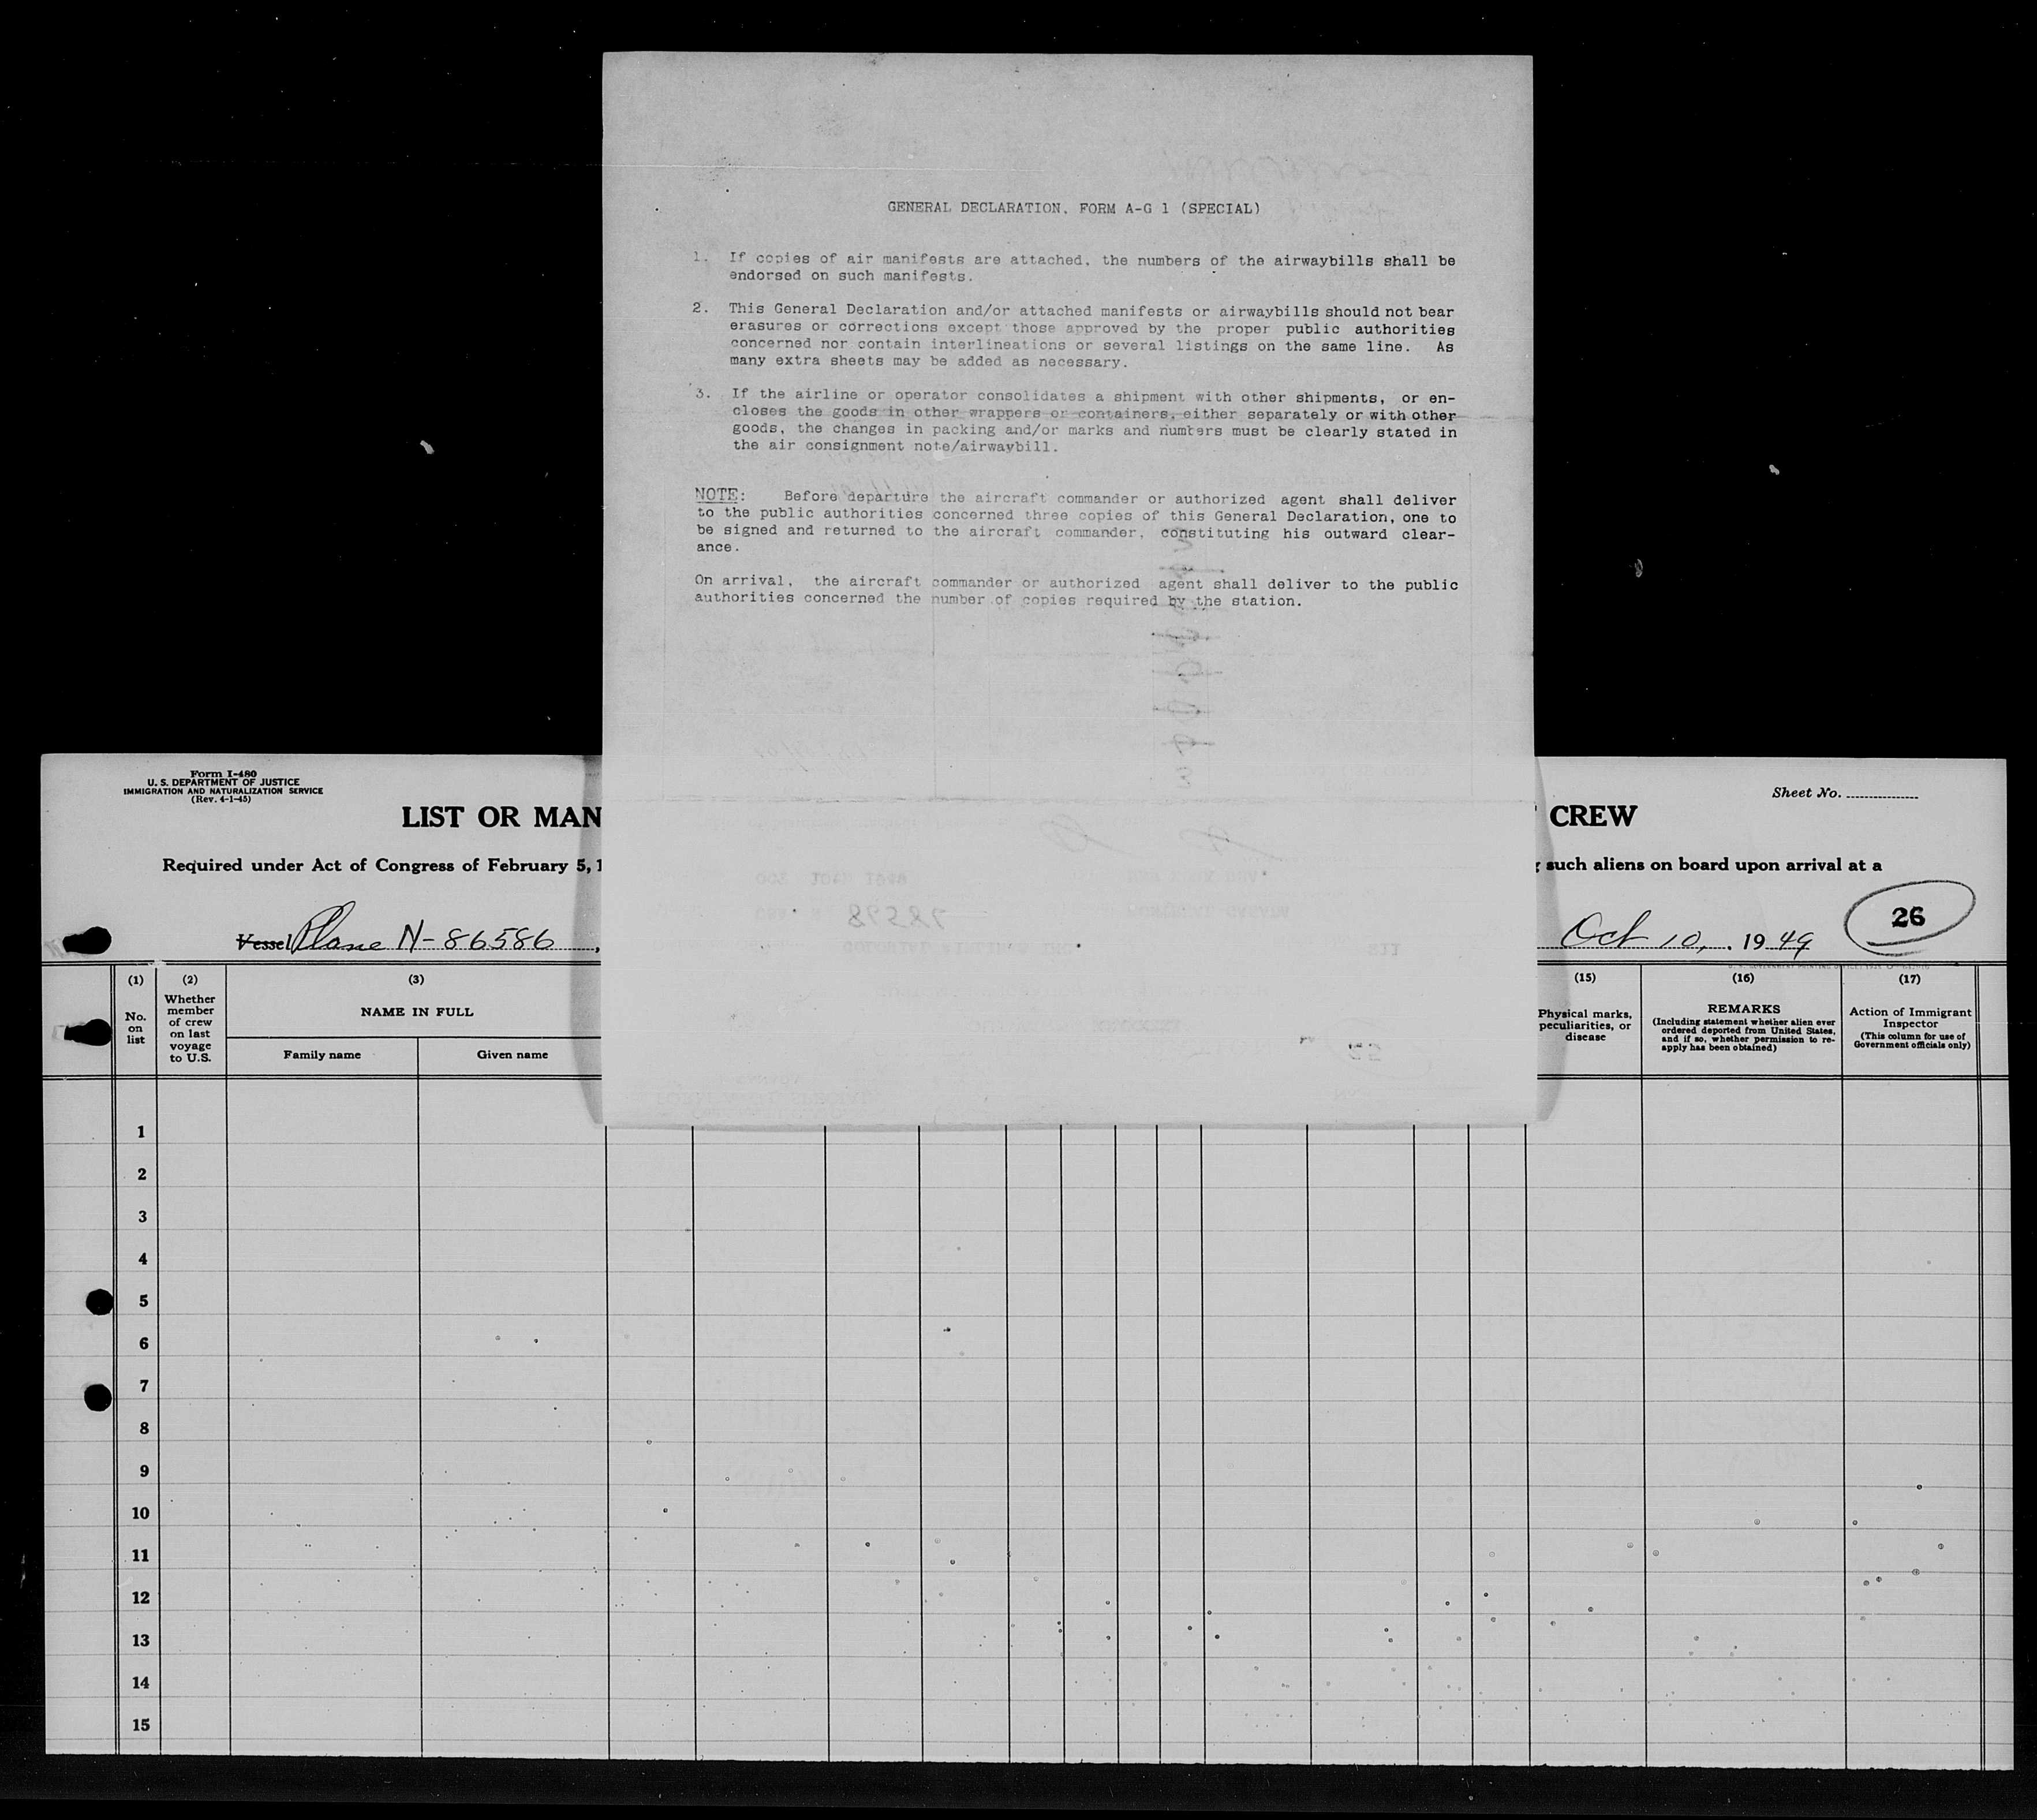 GENERAL DECLARATION, FORM A-G 1 (SPECIAL)
1. If copies of air manifests are attached, the numbers of the airwaybills shall be
endorsed on such manifests.
2. This General Declaration and/or attached manifests or airwaybills should not bear
erasures or corrections except those approved by the proper public authorities
concerned nor contain interlineations or several listings on the same line. As
many extra sheets may be added as necessary.
3. If the airline or operator consolidates a shipment with other shipments, or en-
closes the goods in other wrappers or containers, either separately or with other
goods, the changes in packing and/or marks and numbers must be clearly stated in
the air consignment note/airwaybill.
NOTE: Before departure the aircraft commander or authorized agent shall deliver
to the public authorities concerned three copies of this General Declaration, one to
be signed and returned to the aircraft commander, constituting his outward clear-
ance.
On arrival, the aircraft commander or authorized agent shall deliver to the public
authorities concerned the number of copies required by the station.
Form I-480
U. S. DEPARTMENT OF JUSTICE
IMMIGRATION AND NATURALIZATION SERVICE
(Rev. 4-1-45)
Sheet No.
LIST OR MAN CREW
Required under Act of Congress of February 5, 1 such aliens on board upon arrival at a
Vessel Plane N-86586, Oct 10, 1949 26
(1) (2) (3) (15) (16) (17)
No. on list
Whether member of crew on last voyage to U.S.
NAME IN FULL
Family name Given name
Physical marks, peculiarities, or disease
REMARKS
(Including statement whether alien ever
ordered deported from United States,
and if so, whether permission to re-
apply has been obtained)
Action of Immigrant
Inspector
(This column for use of
Government officials only)
1
2
3
4
5
6
7
8
9
10
11
12
13
14
15